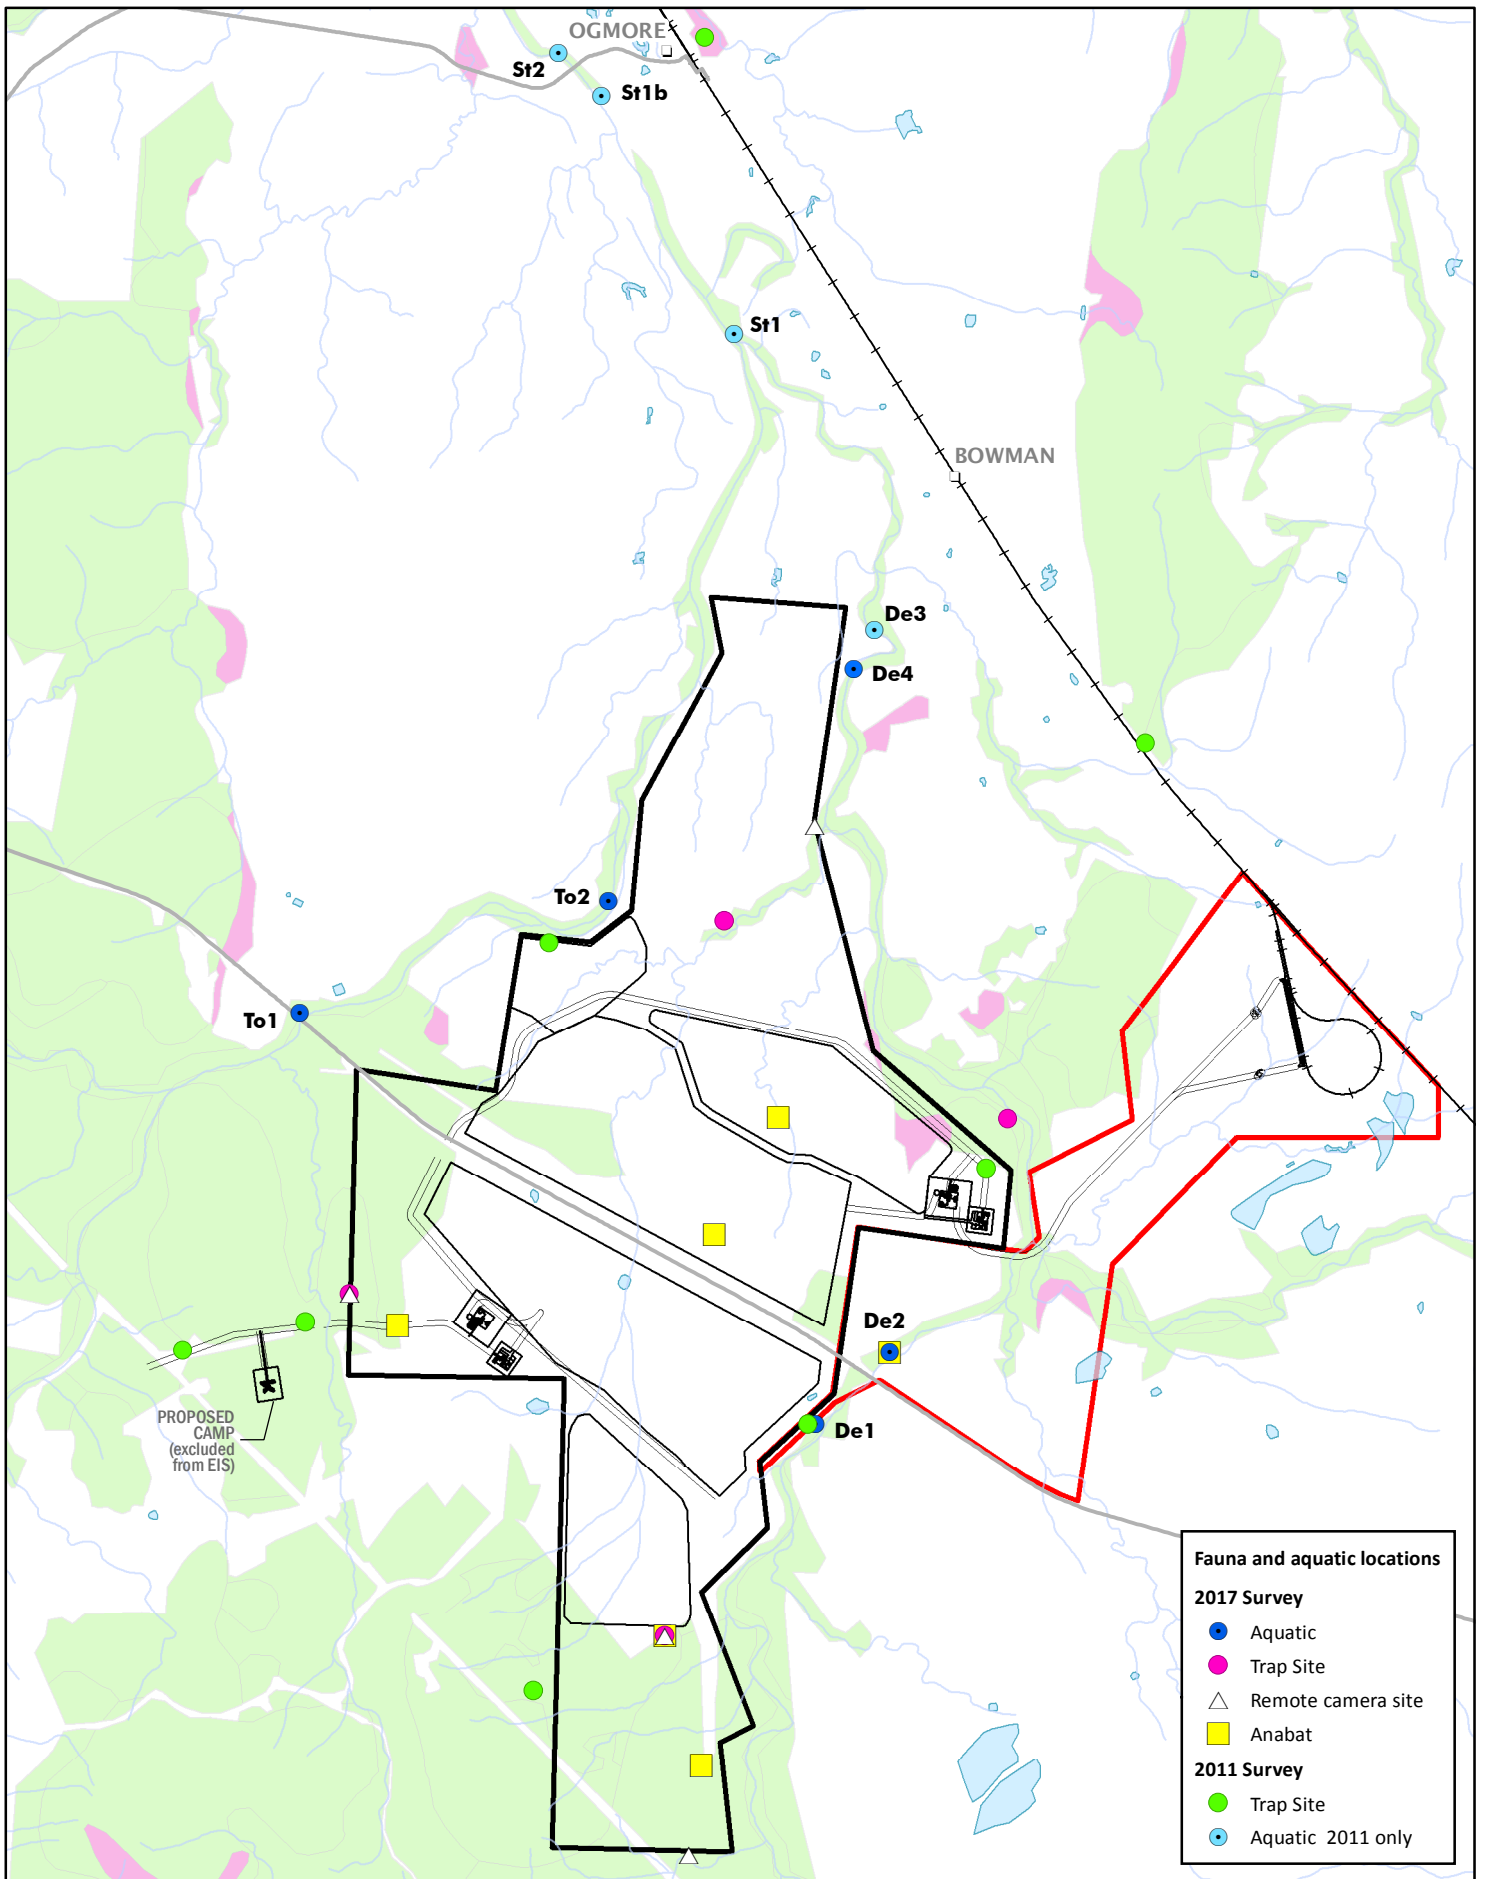 OGMORE
St2
St1b
St1
BOWMAN
De3
De4
To2
To1
De2
De1
PROPOSED
CAMP
(excluded
from EIS)
Fauna and aquatic locations
2017 Survey
Aquatic
Trap Site
Remote camera site
Anabat
2011 Survey
Trap Site
Aquatic 2011 only